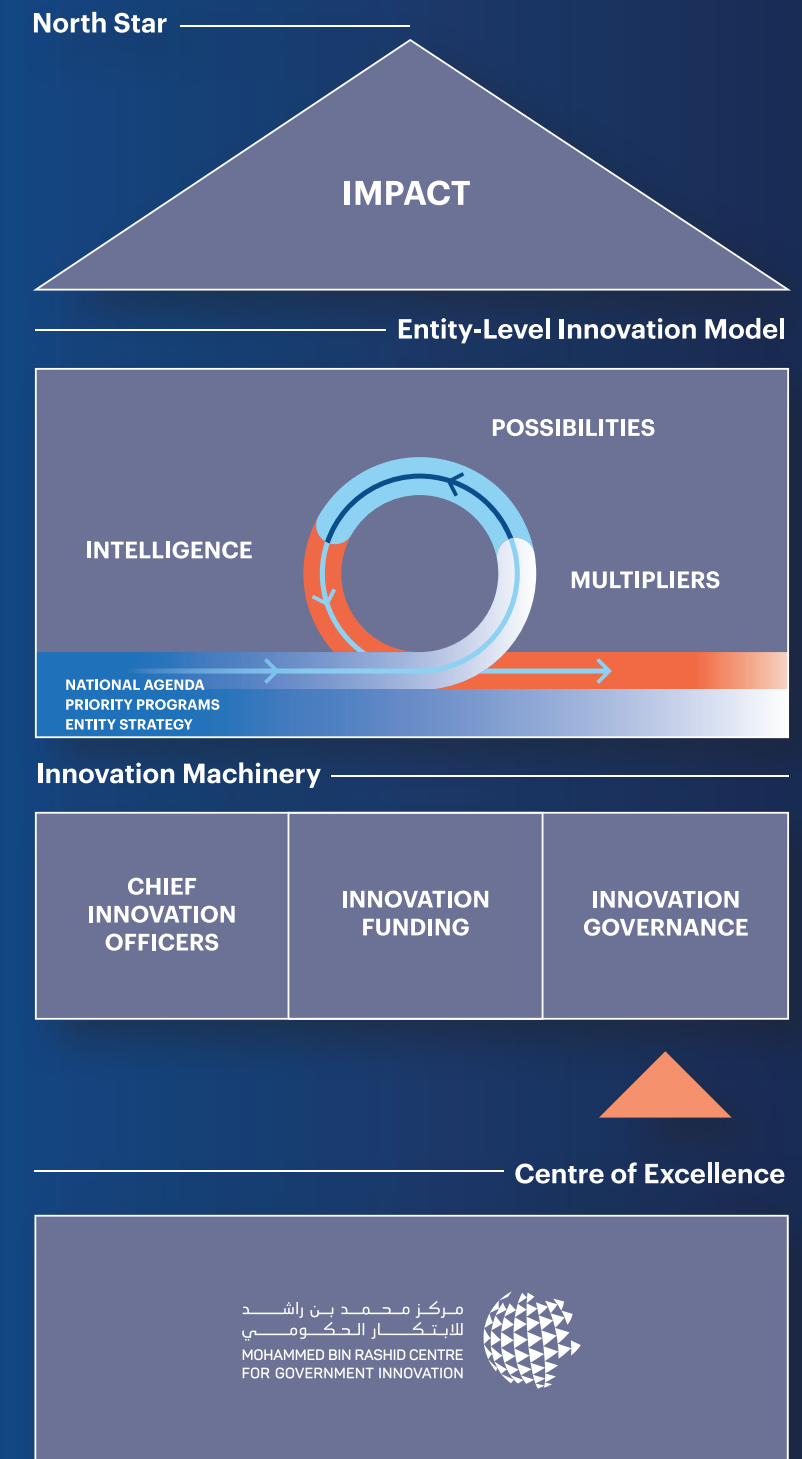 North Star
IMPACT
Entity-Level Innovation Model
POSSIBILITIES
INTELLIGENCE
MULTIPLIERS
NATIONAL AGENDA
PRIORITY PROGRAMS
ENTITY STRATEGY
Innovation Machinery
CHIEF
INNOVATION
OFFICERS
INNOVATION
FUNDING
INNOVATION
GOVERNANCE
Centre of Excellence
مركز محمد بن راشد
للابتكار الحكومي
MOHAMMED BIN RASHID CENTRE
FOR GOVERNMENT INNOVATION